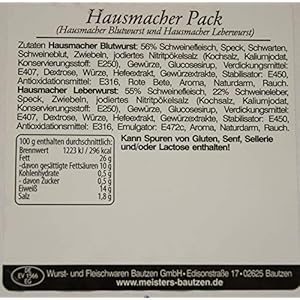 Hausmacher Pack
(Hausmacher Blutwurst und Hausmacher Leberwurst)
Zutaten Hausmacher Blutwurst: 56% Schweinefleisch, Speck, Schwarten,
Schweineblut, Zwiebeln, jodiertes Nitritpökelsalz (Kochsalz, Kaliumjodat,
Konservierungsstoff: E250), Gewürze, Glucosesirup, Verdickungsmittel:
E407, Dextrose, Würze, Hefeextrakt, Gewürzextrakte, Stabilisator: E450,
Antioxidationsmittel: E316, Rote Bete, Aroma, Naturdarm, Rauch.
Hausmacher Leberwurst: 55% Schweinefleisch, 22% Schweineleber,
Speck, Zwiebeln, jodiertes Nitritpökelsalz (Kochsalz, Kaliumjodat,
Konservierungsstoff: E250), Gewürze, Glucosesirup, Verdickungsmittel:
E407, Dextrose, Würze, Hefeextrakt, Gewürzextrakte, Stabilisator: E450,
Antioxidationsmittel: E316, Emulgator: E472c, Aroma, Naturdarm, Rauch.
Kann Spuren von Gluten, Senf, Sellerie
und/oder Lactose enthalten!
100 g enthalten durchschnittlich:
Brennwert 1223 kJ / 296 kcal
Fett 26 g
-davon gesättigte Fettsäuren 10 g
Kohlenhydrate 0,5 g
- davon Zucker 0,5 g
Eiweiß 14 g
Salz 1,8 g
DE
EV 1566
EG
Wurst- und Fleischwaren Bautzen GmbH·Edisonstraße 17·02625 Bautzen
www.meisters-bautzen.de